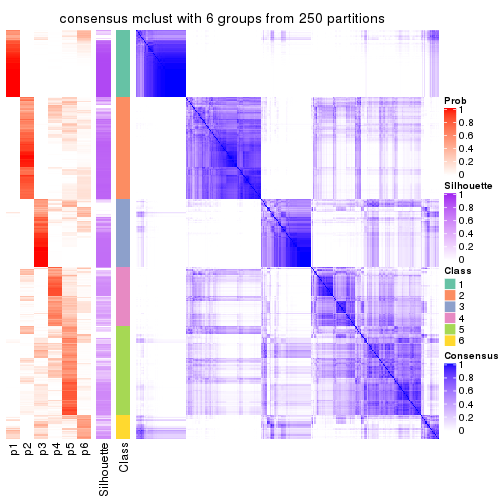 consensus mclust with 6 groups from 250 partitions
Prob
1
0.8
0.6
0.4
0.2
0
Silhouette
1
0.8
0.6
0.4
0.2
0
Class
1
2
3
4
5
6
Consensus
1
0.8
0.6
0.4
0.2
0
p1
p2
p3
p4
p5
p6
Silhouette
Class